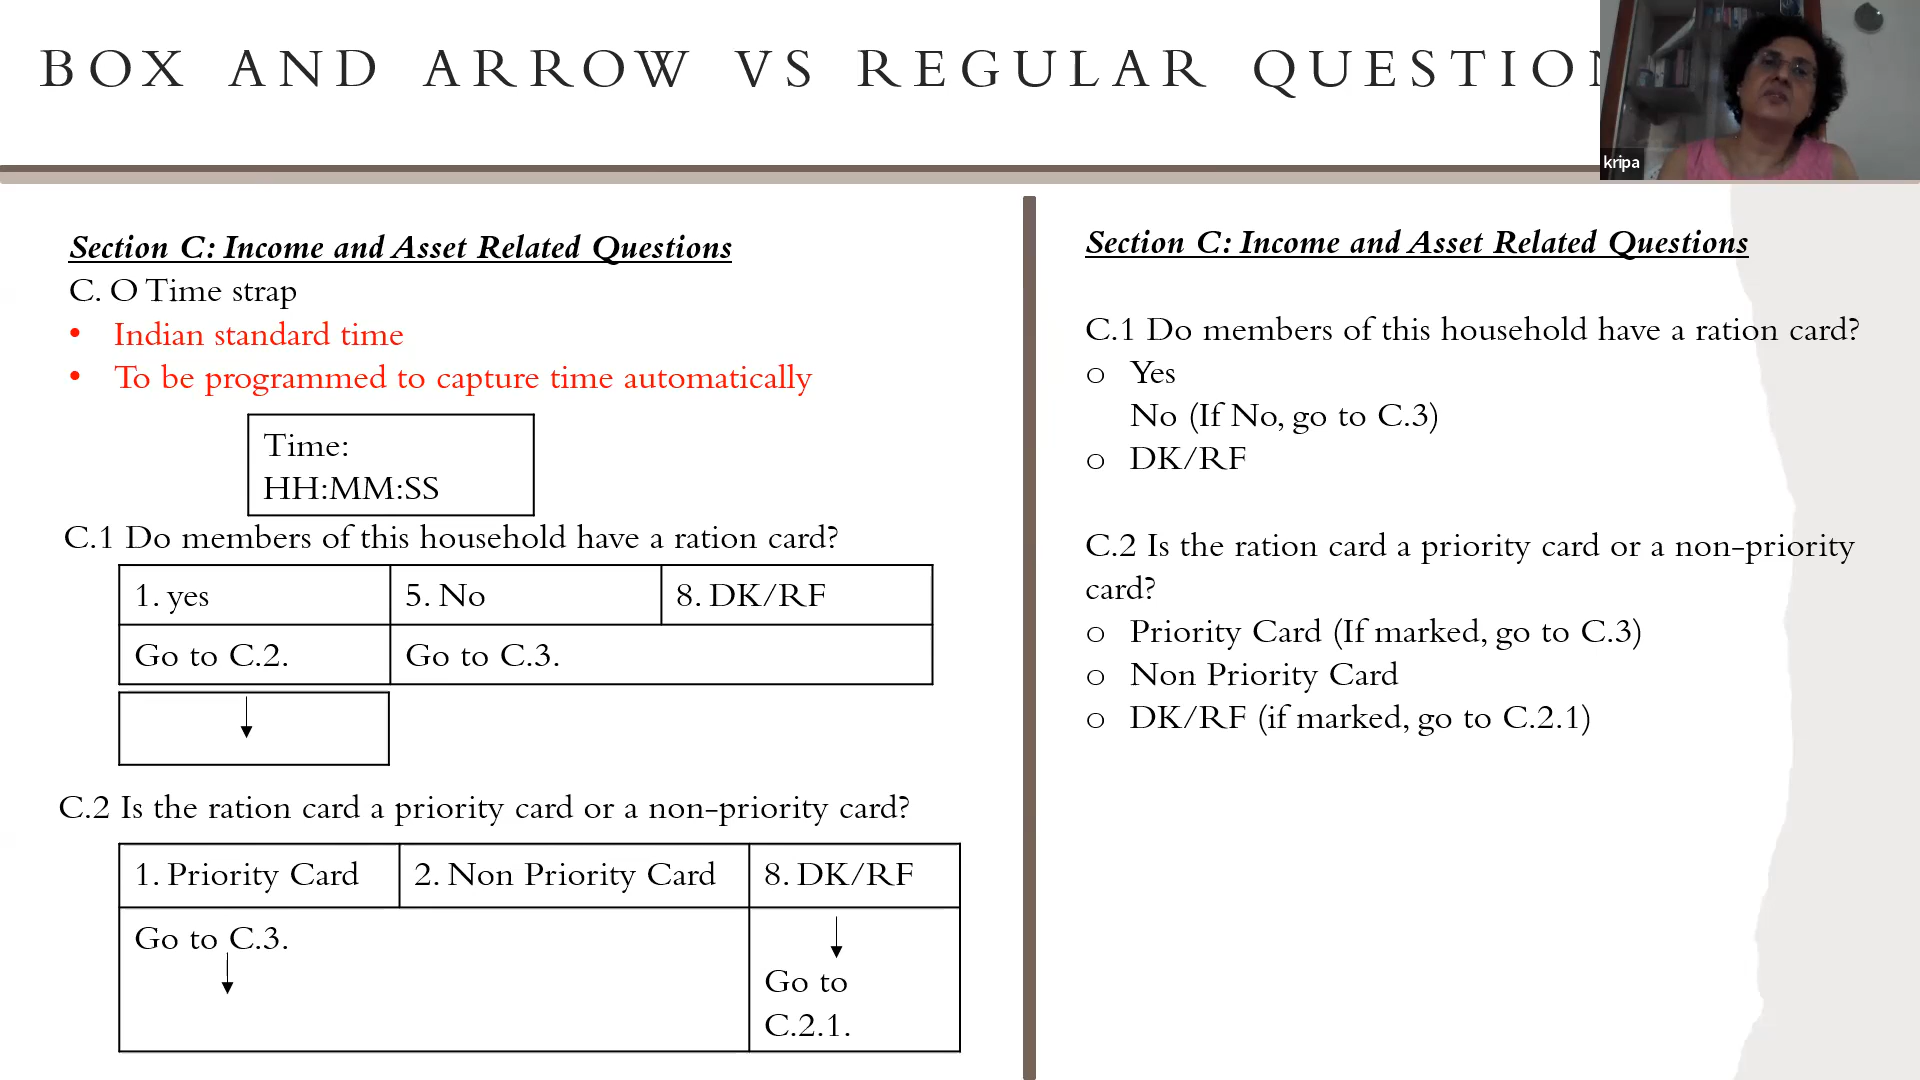 BOX AND ARROW VS REGULAR QUESTION
kripa
Section C: Income and Asset Related Questions
C. O Time strap
• Indian standard time
• To be programmed to capture time automatically
Time:
HH:MM:SS
C.1 Do members of this household have a ration card?
1. yes 5. No 8. DK/RF
Go to C.2. Go to C.3.
C.2 Is the ration card a priority card or a non-priority card?
1. Priority Card 2. Non Priority Card 8. DK/RF
Go to C.3.
Go to
C.2.1.
Section C: Income and Asset Related Questions
C.1 Do members of this household have a ration card?
o Yes
No (If No, go to C.3)
o DK/RF
C.2 Is the ration card a priority card or a non-priority
card?
o Priority Card (If marked, go to C.3)
o Non Priority Card
o DK/RF (if marked, go to C.2.1)